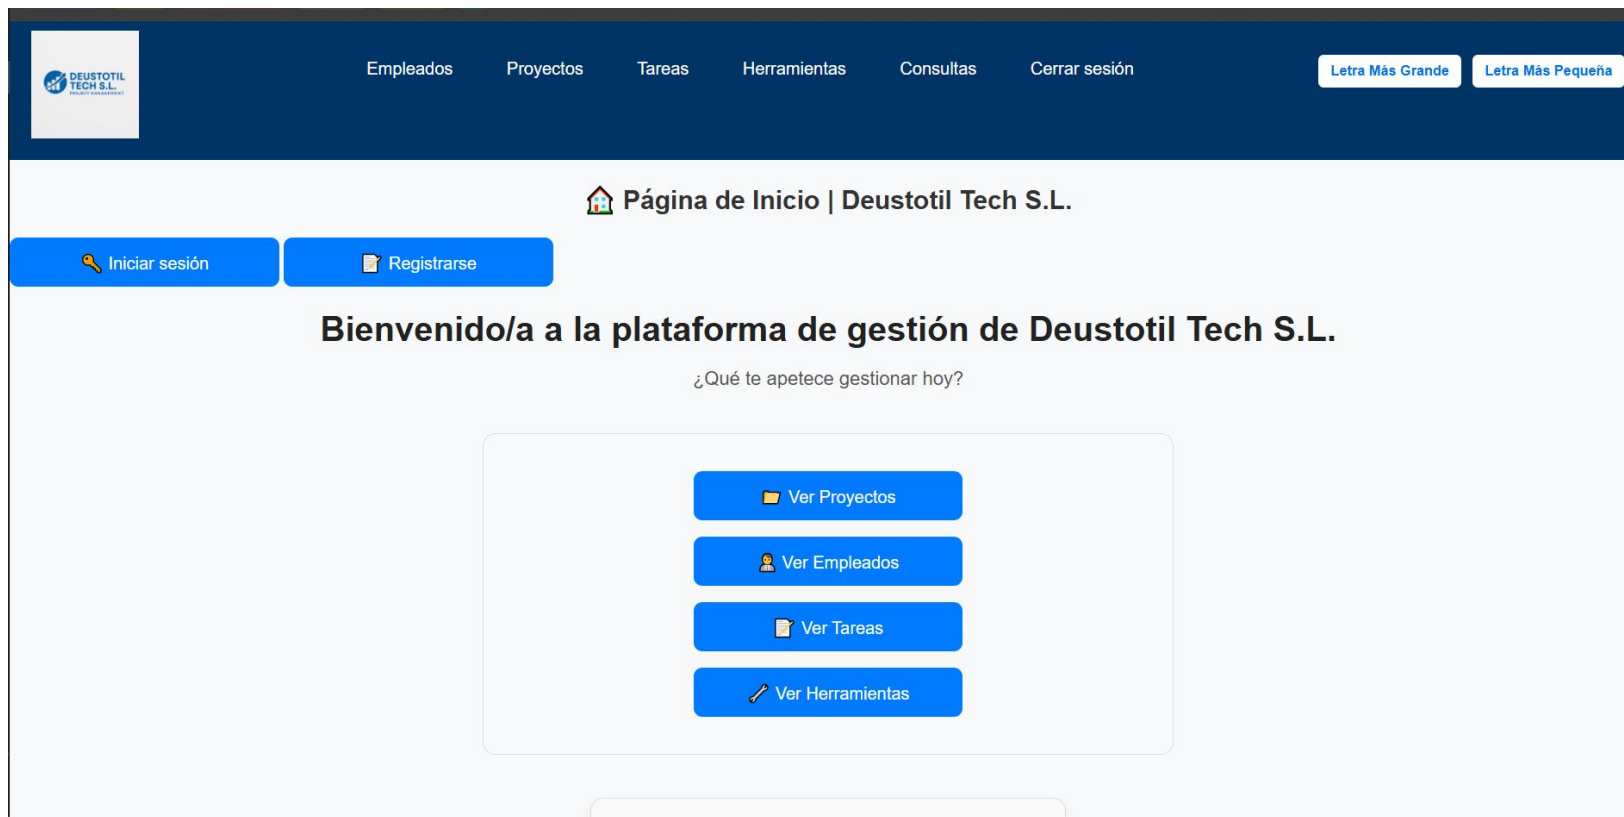 DEUSTOTIL
TECH S.L.
PROJECT MANAGEMENT
Empleados Proyectos Tareas Herramientas Consultas Cerrar sesión
Letra Más Grande Letra Más Pequeña
Página de Inicio | Deustotil Tech S.L.
Iniciar sesión Registrarse
Bienvenido/a a la plataforma de gestión de Deustotil Tech S.L.
¿Qué te apetece gestionar hoy?
Ver Proyectos
Ver Empleados
Ver Tareas
Ver Herramientas